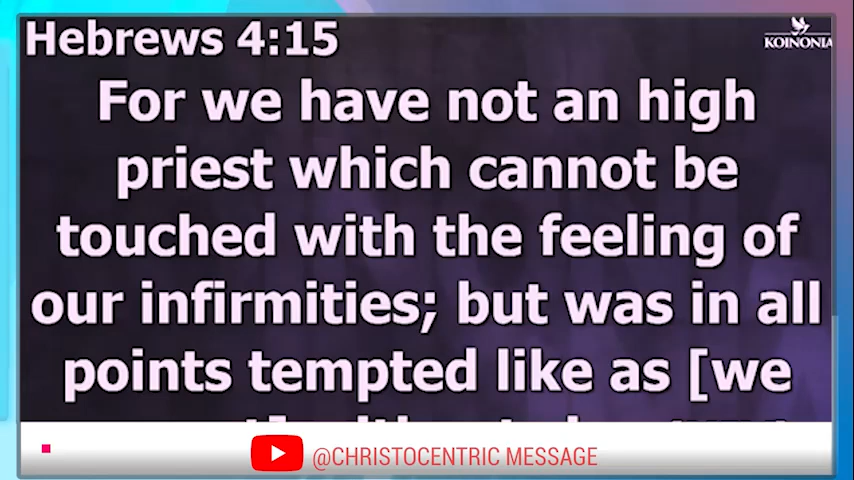 Hebrews 4:15
KOINONIA
For we have not an high
priest which cannot be
touched with the feeling of
our infirmities; but was in all
points tempted like as [we
@CHRISTOCENTRIC MESSAGE